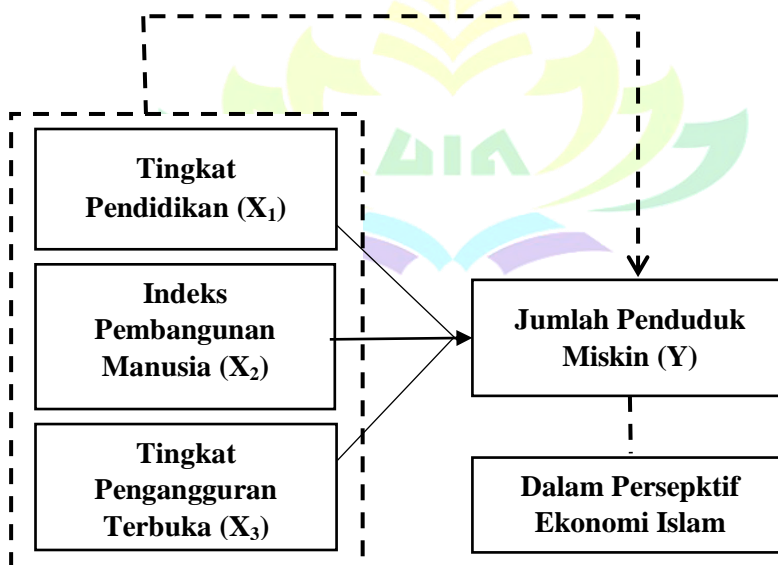 Tingkat
Pendidikan (X₁)
Indeks
Pembangunan
Manusia (X₂)
Tingkat
Pengangguran
Terbuka (X₃)
Jumlah Penduduk
Miskin (Y)
Dalam Persepktif
Ekonomi Islam